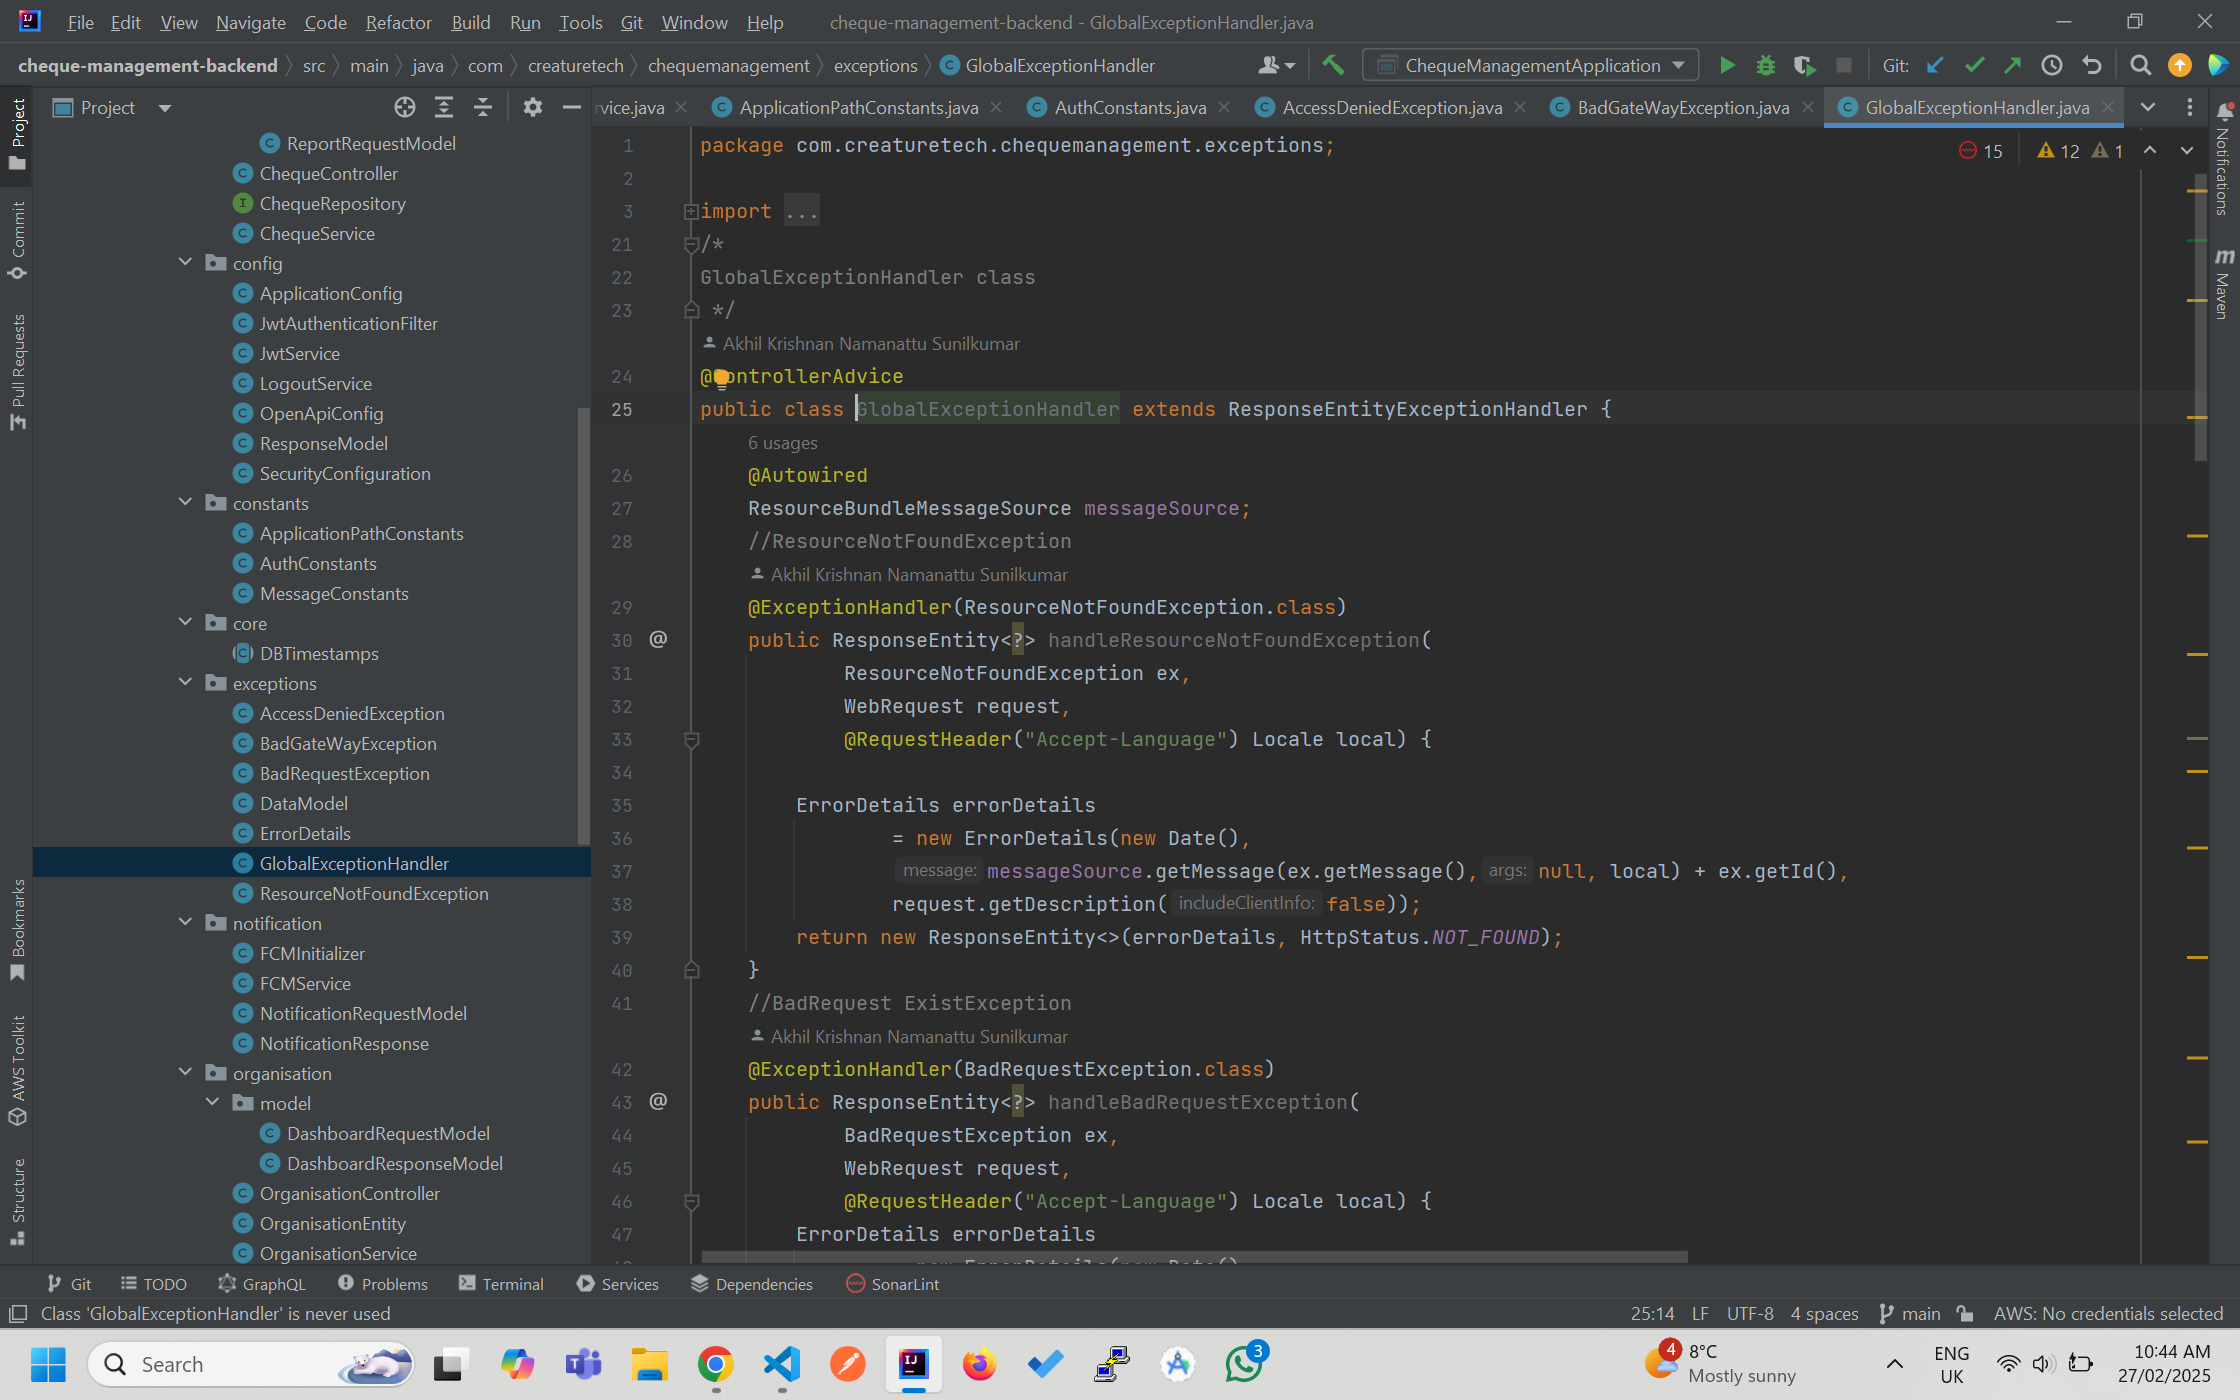 File Edit View Navigate Code Refactor Build Run Tools Git Window Help cheque-management-backend - GlobalExceptionHandler.java
cheque-management-backend src main java com creaturetech chequemanagement exceptions GlobalExceptionHandler ChequeManagementApplication Git:
Project
rvice.java ApplicationPathConstants.java AuthConstants.java AccessDeniedException.java BadGateWayException.java GlobalExceptionHandler.java
Project
Commit
Pull Requests
Bookmarks
AWS Toolkit
Structure
ReportRequestModel
ChequeController
ChequeRepository
ChequeService
config
ApplicationConfig
JwtAuthenticationFilter
JwtService
LogoutService
OpenApiConfig
ResponseModel
SecurityConfiguration
constants
ApplicationPathConstants
AuthConstants
MessageConstants
core
DBTimestamps
exceptions
AccessDeniedException
BadGateWayException
BadRequestException
DataModel
ErrorDetails
GlobalExceptionHandler
ResourceNotFoundException
notification
FCMInitializer
FCMService
NotificationRequestModel
NotificationResponse
organisation
model
DashboardRequestModel
DashboardResponseModel
OrganisationController
OrganisationEntity
OrganisationService
15 12 1
1 package com.creaturetech.chequemanagement.exceptions;
2
3 import ...
21 /*
22 GlobalExceptionHandler class
23 */
Akhil Krishnan Namanattu Sunilkumar
24 @ControllerAdvice
25 public class GlobalExceptionHandler extends ResponseEntityExceptionHandler {
6 usages
26 @Autowired
27 ResourceBundleMessageSource messageSource;
28 //ResourceNotFoundException
Akhil Krishnan Namanattu Sunilkumar
29 @ExceptionHandler(ResourceNotFoundException.class)
30 @ public ResponseEntity<?> handleResourceNotFoundException(
31 ResourceNotFoundException ex,
32 WebRequest request,
33 @RequestHeader("Accept-Language") Locale local) {
34
35 ErrorDetails errorDetails
36 = new ErrorDetails(new Date(),
37 message: messageSource.getMessage(ex.getMessage(), args: null, local) + ex.getId(),
38 request.getDescription( includeClientInfo: false));
39 return new ResponseEntity<>(errorDetails, HttpStatus.NOT_FOUND);
40 }
41 //BadRequest ExistException
Akhil Krishnan Namanattu Sunilkumar
42 @ExceptionHandler(BadRequestException.class)
43 @ public ResponseEntity<?> handleBadRequestException(
44 BadRequestException ex,
45 WebRequest request,
46 @RequestHeader("Accept-Language") Locale local) {
47 ErrorDetails errorDetails
Notifications
Maven
Git TODO GraphQL Problems Terminal Services Dependencies SonarLint
Class 'GlobalExceptionHandler' is never used 25:14 LF UTF-8 4 spaces main AWS: No credentials selected
Search
3
4
8°C
Mostly sunny
ENG
UK
10:44 AM
27/02/2025